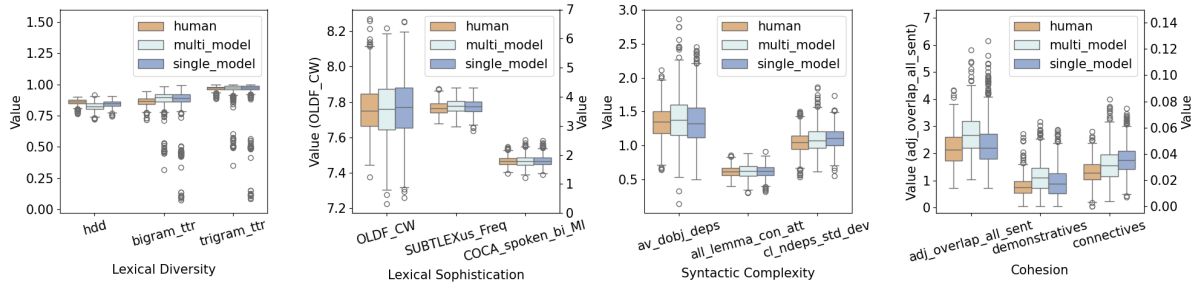 1.50
1.25
1.00
0.75
0.50
0.25
0.00
Value
human
multi_model
single_model
hdd
bigram_ttr
trigram_ttr
Lexical Diversity
8.2
8.0
7.8
7.6
7.4
7.2
Value (OLDF_CW)
human
multi_model
single_model
7
6
5
4
3
2
1
0
Value
OLDF_CW
SUBTLEXus_Freq
COCA_spoken_bi_MI
Lexical Sophistication
3.0
2.5
2.0
1.5
1.0
0.5
Value
human
multi_model
single_model
av_dobj_deps
all_lemma_con_att
cl_ndeps_std_dev
Syntactic Complexity
7
6
5
4
3
2
1
0
Value (adj_overlap_all_sent)
human
multi_model
single_model
0.14
0.12
0.10
0.08
0.06
0.04
0.02
0.00
Value
adj_overlap_all_sent
demonstratives
connectives
Cohesion